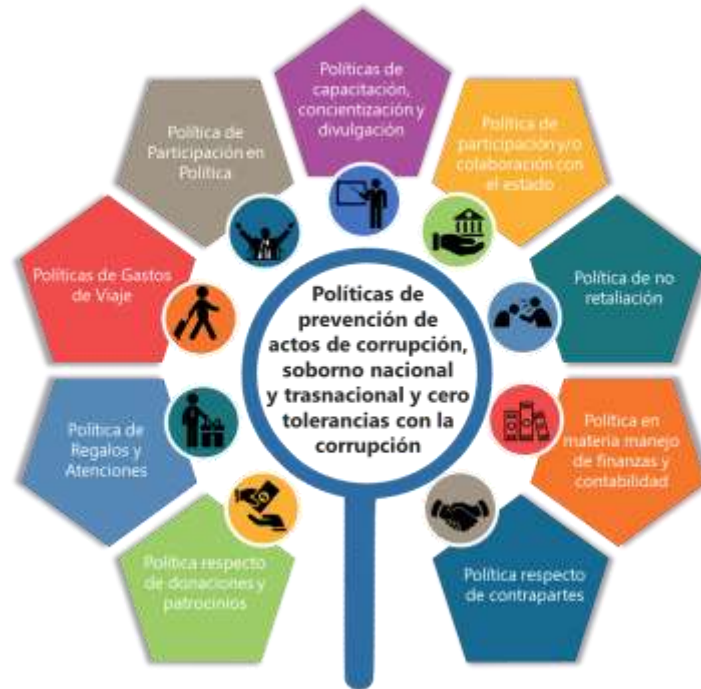 Políticas de
capacitación,
concientización y
divulgación
Política de
participación y/o
colaboración con
el estado
Política de no
retaliación
Política en
materia manejo
de finanzas y
contabilidad
Política respecto
de contrapartes
Política respecto
de donaciones y
patrocinios
Política de
Regalos y
Atenciones
Políticas de Gastos
de Viaje
Política de
Participación en
Política
Políticas de
prevención de
actos de corrupción,
soborno nacional
y trasnacional y cero
tolerancias con la
corrupción